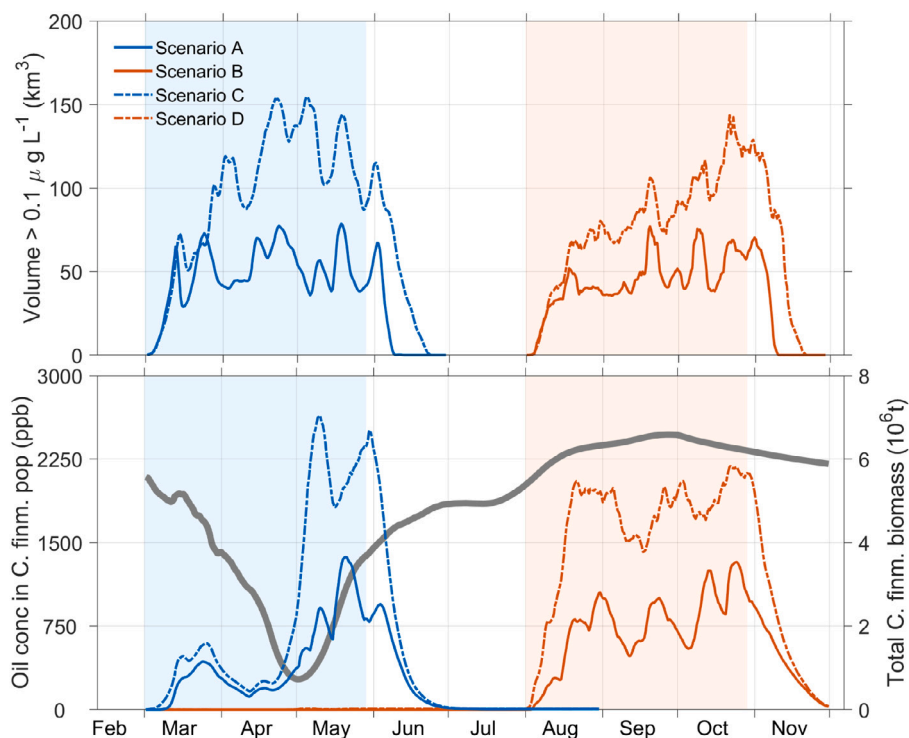 200
150
100
50
0
Volume > 0.1 μ g L-1 (km3)
Scenario A
Scenario B
Scenario C
Scenario D
3000
2250
1500
750
0
Oil conc in C. finm. pop (ppb)
8
6
4
2
0
Total C. finm. biomass (10^6t)
Feb Mar Apr May Jun Jul Aug Sep Oct Nov